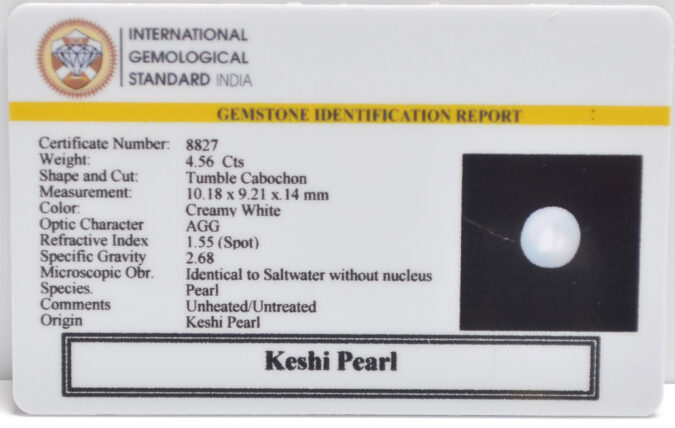 INTERNATIONAL
GEMOLOGICAL
STANDARD INDIA
GEMSTONE IDENTIFICATION REPORT
Certificate Number: 8827
Weight: 4.56 Cts
Shape and Cut: Tumble Cabochon
Measurement: 10.18 x 9.21 x.14 mm
Color: Creamy White
Optic Character AGG
Refractive Index 1.55 (Spot)
Specific Gravity 2.68
Microscopic Obr. Identical to Saltwater without nucleus
Species. Pearl
Comments Unheated/Untreated
Origin Keshi Pearl
Keshi Pearl